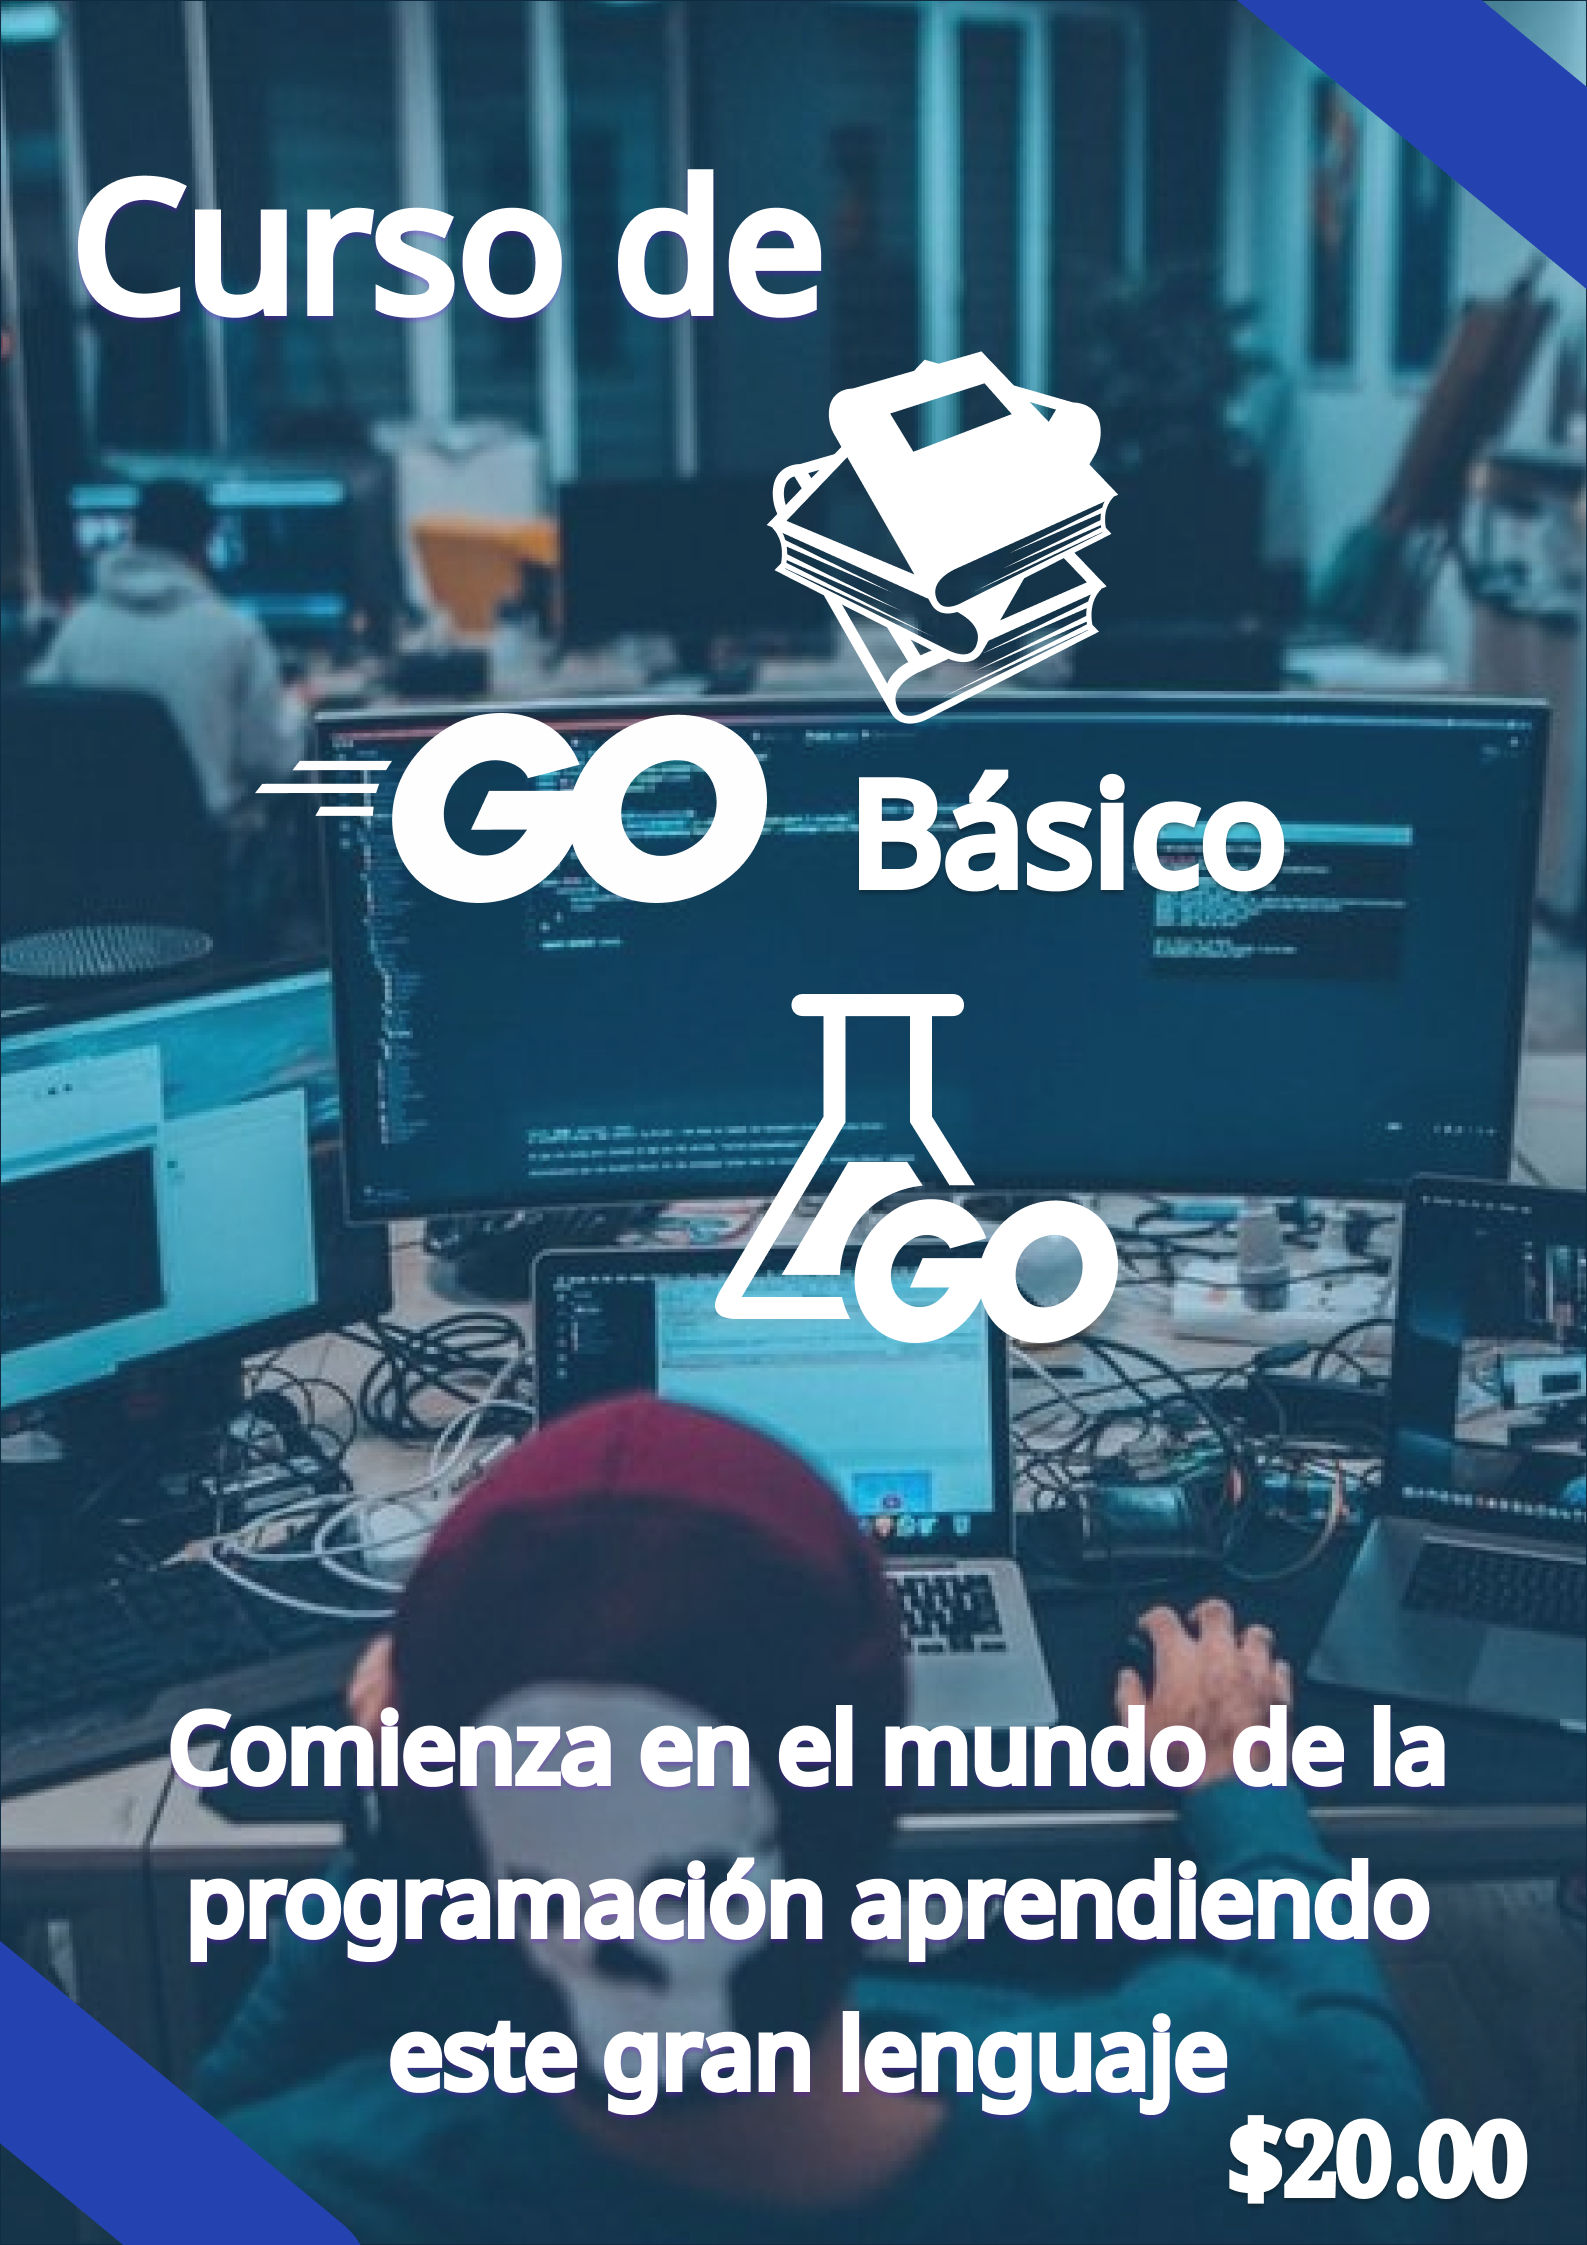 Curso de
GO Básico
GO
Comienza en el mundo de la
programación aprendiendo
este gran lenguaje
$20.00